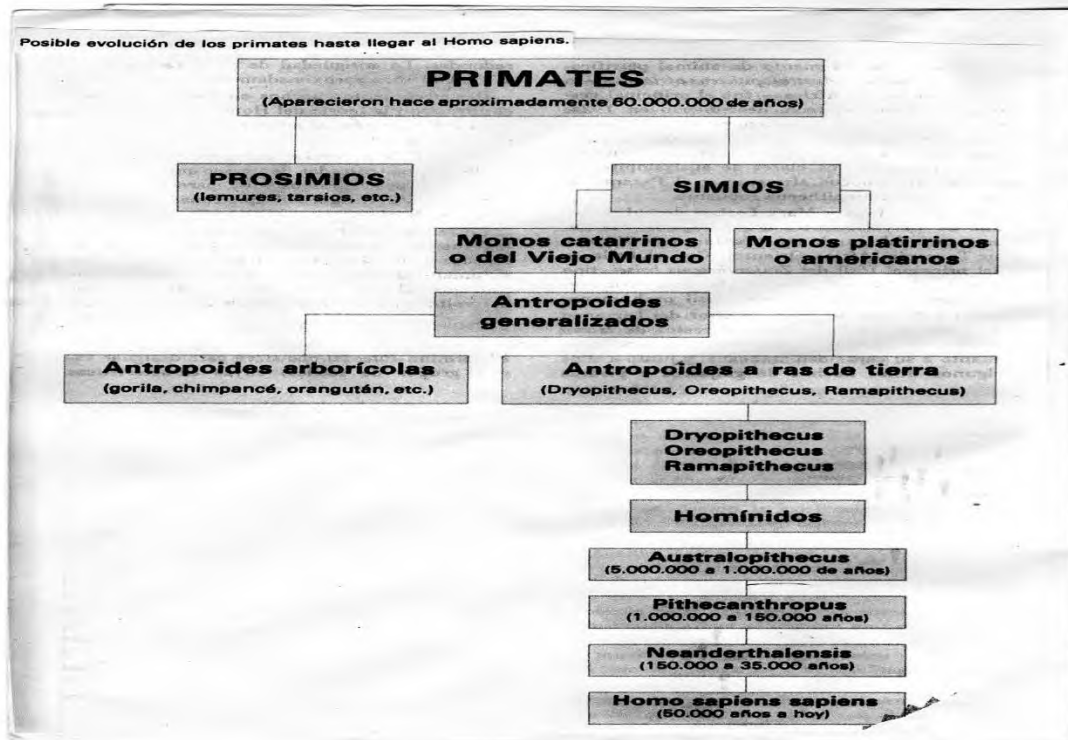 Posible evolución de los primates hasta llegar al Homo sapiens.
PRIMATES
(Aparecieron hace aproximadamente 60.000.000 de años)
PROSIMIOS
(lemures, tarsios, etc.)
SIMIOS
Monos catarrinos
o del Viejo Mundo
Monos platirrinos
o americanos
Antropoides
generalizados
Antropoides arborícolas
(gorila, chimpancé, orangután, etc.)
Antropoides a ras de tierra
(Dryopithecus, Oreopithecus, Ramapithecus)
Dryopithecus
Oreopithecus
Ramapithecus
Homínidos
Australopithecus
(5.000.000 a 1.000.000 de años)
Pithecanthropus
(1.000.000 a 150.000 años)
Neanderthalensis
(150.000 a 35.000 años)
Homo sapiens sapiens
(50.000 años a hoy)